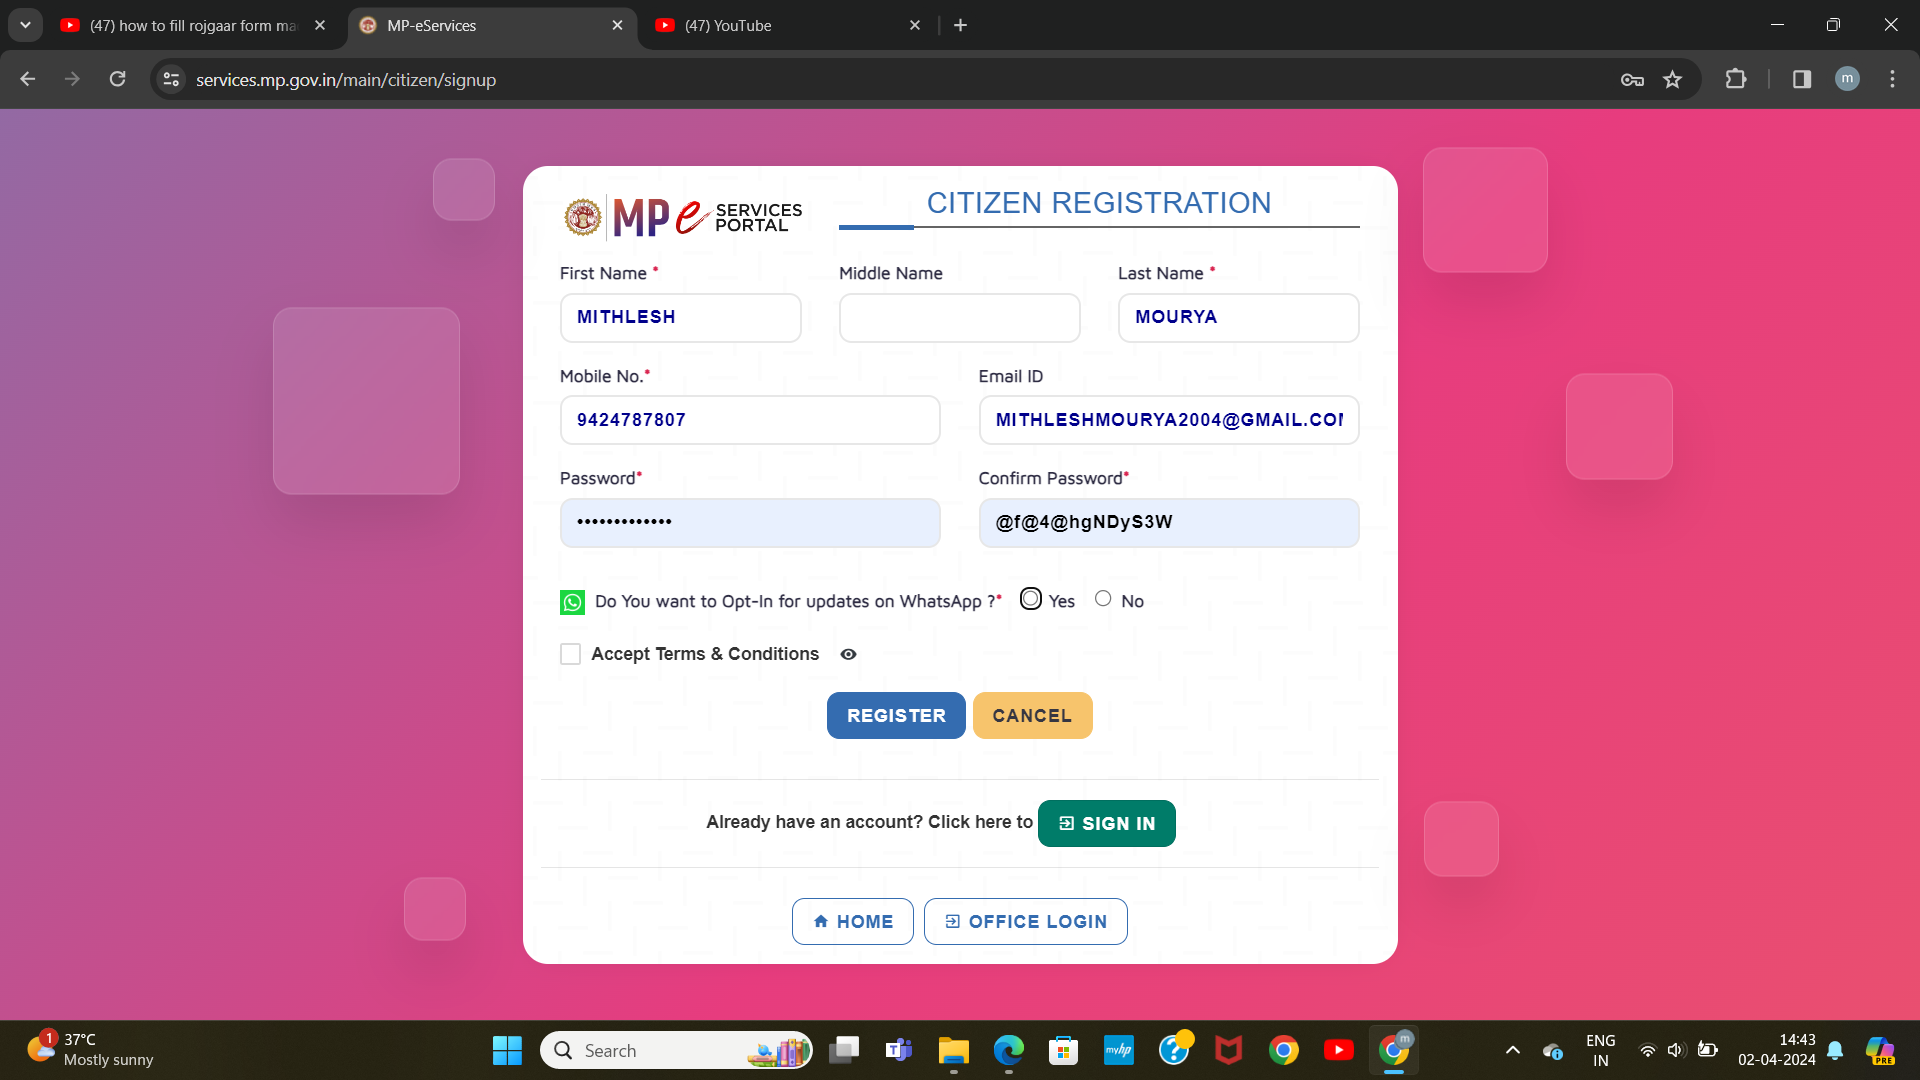 (47) how to fill rojgaar form ma
MP-eServices
(47) YouTube
services.mp.gov.in/main/citizen/signup
m
MP e SERVICES PORTAL
CITIZEN REGISTRATION
First Name * Middle Name Last Name *
MITHLESH MOURYA
Mobile No.* Email ID
9424787807 MITHLESHMOURYA2004@GMAIL.COM
Password* Confirm Password*
••••••••••••• @f@4@hgNDyS3W
Do You want to Opt-In for updates on WhatsApp ?* Yes No
Accept Terms & Conditions
REGISTER CANCEL
Already have an account? Click here to SIGN IN
HOME OFFICE LOGIN
1
37°C
Mostly sunny
Search
T
myhp
?
m
ENG
IN
14:43
02-04-2024
PRE